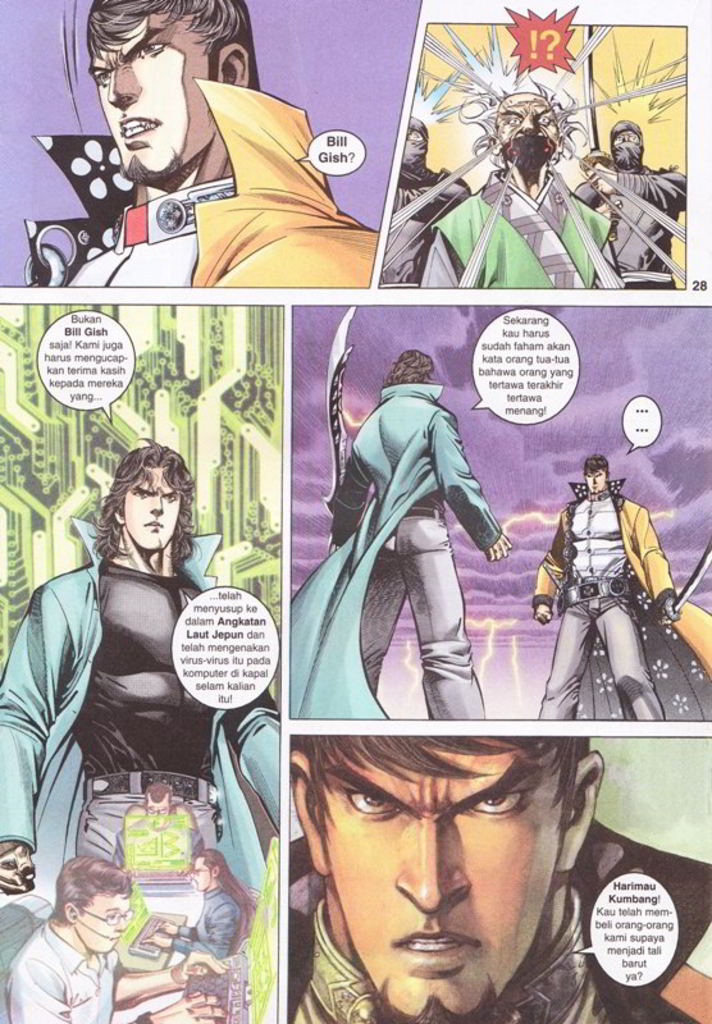 Bill
Gish?
!?
28
Bukan
Bill Gish
saja! Kami juga
harus mengucap-
kan terima kasih
kepada mereka
yang...
...telah
menyusup ke
dalam Angkatan
Laut Jepun dan
telah mengenakan
virus-virus itu pada
komputer di kapal
selam kalian
itu!
Sekarang
kau harus
sudah faham akan
kata orang tua-tua
bahawa orang yang
tertawa terakhir
tertawa
menang!
...
...
Harimau
Kumbang!
Kau telah mem-
beli orang-orang
kami supaya
menjadi tali
barut
ya?